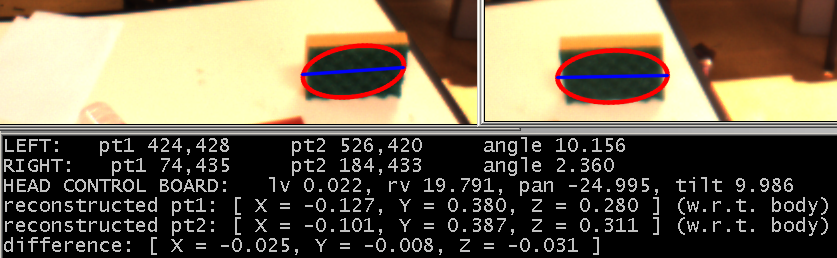 LEFT: pt1 424,428 pt2 526,420 angle 10.156
RIGHT: pt1 74,435 pt2 184,433 angle 2.360
HEAD CONTROL BOARD: lv 0.022, rv 19.791, pan -24.995, tilt 9.986
reconstructed pt1: [ X = -0.127, Y = 0.380, Z = 0.280 ] (w.r.t. body)
reconstructed pt2: [ X = -0.101, Y = 0.387, Z = 0.311 ] (w.r.t. body)
difference: [ X = -0.025, Y = -0.008, Z = -0.031 ]